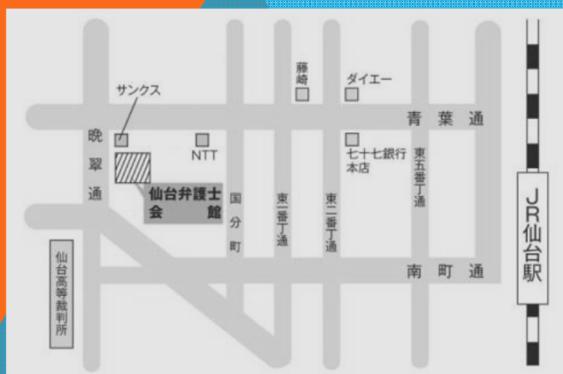 藤崎
ダイエー
サンクス
青葉通
晩翠通
NTT
七十七銀行
本店
東五番丁通
仙台弁護士
会館
国分町
東一番丁通
東二番丁通
JR仙台駅
南町通
仙台高等裁判所